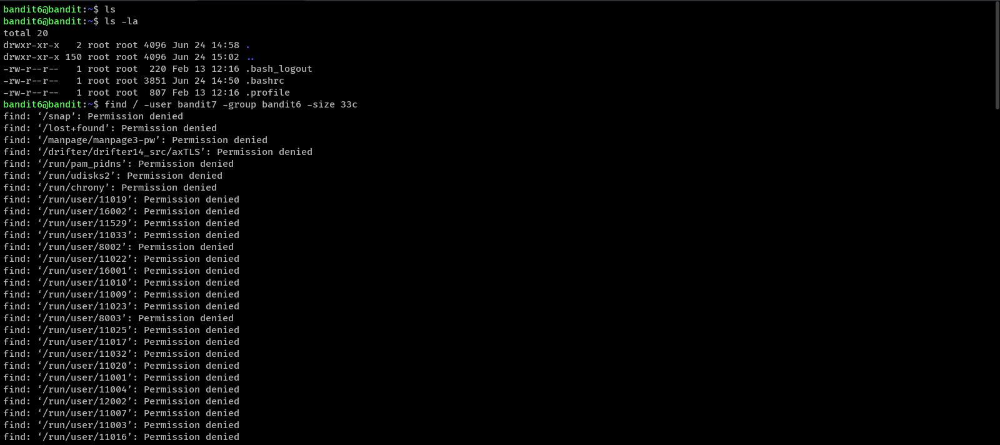 bandit6@bandit:~$ ls
bandit6@bandit:~$ ls -la
total 20
drwxr-xr-x   2 root root 4096 Jun 24 14:58 .
drwxr-xr-x 150 root root 4096 Jun 24 15:02 ..
-rw-r--r--   1 root root  220 Feb 13 12:16 .bash_logout
-rw-r--r--   1 root root 3851 Jun 24 14:50 .bashrc
-rw-r--r--   1 root root  807 Feb 13 12:16 .profile
bandit6@bandit:~$ find / -user bandit7 -group bandit6 -size 33c
find: ‘/snap’: Permission denied
find: ‘/lost+found’: Permission denied
find: ‘/manpage/manpage3-pw’: Permission denied
find: ‘/drifter/drifter14_src/axTLS’: Permission denied
find: ‘/run/pam_pidns’: Permission denied
find: ‘/run/udisks2’: Permission denied
find: ‘/run/chrony’: Permission denied
find: ‘/run/user/11019’: Permission denied
find: ‘/run/user/16002’: Permission denied
find: ‘/run/user/11529’: Permission denied
find: ‘/run/user/11033’: Permission denied
find: ‘/run/user/8002’: Permission denied
find: ‘/run/user/11022’: Permission denied
find: ‘/run/user/16001’: Permission denied
find: ‘/run/user/11010’: Permission denied
find: ‘/run/user/11009’: Permission denied
find: ‘/run/user/11023’: Permission denied
find: ‘/run/user/8003’: Permission denied
find: ‘/run/user/11025’: Permission denied
find: ‘/run/user/11017’: Permission denied
find: ‘/run/user/11032’: Permission denied
find: ‘/run/user/11020’: Permission denied
find: ‘/run/user/11001’: Permission denied
find: ‘/run/user/11004’: Permission denied
find: ‘/run/user/12002’: Permission denied
find: ‘/run/user/11007’: Permission denied
find: ‘/run/user/11003’: Permission denied
find: ‘/run/user/11016’: Permission denied